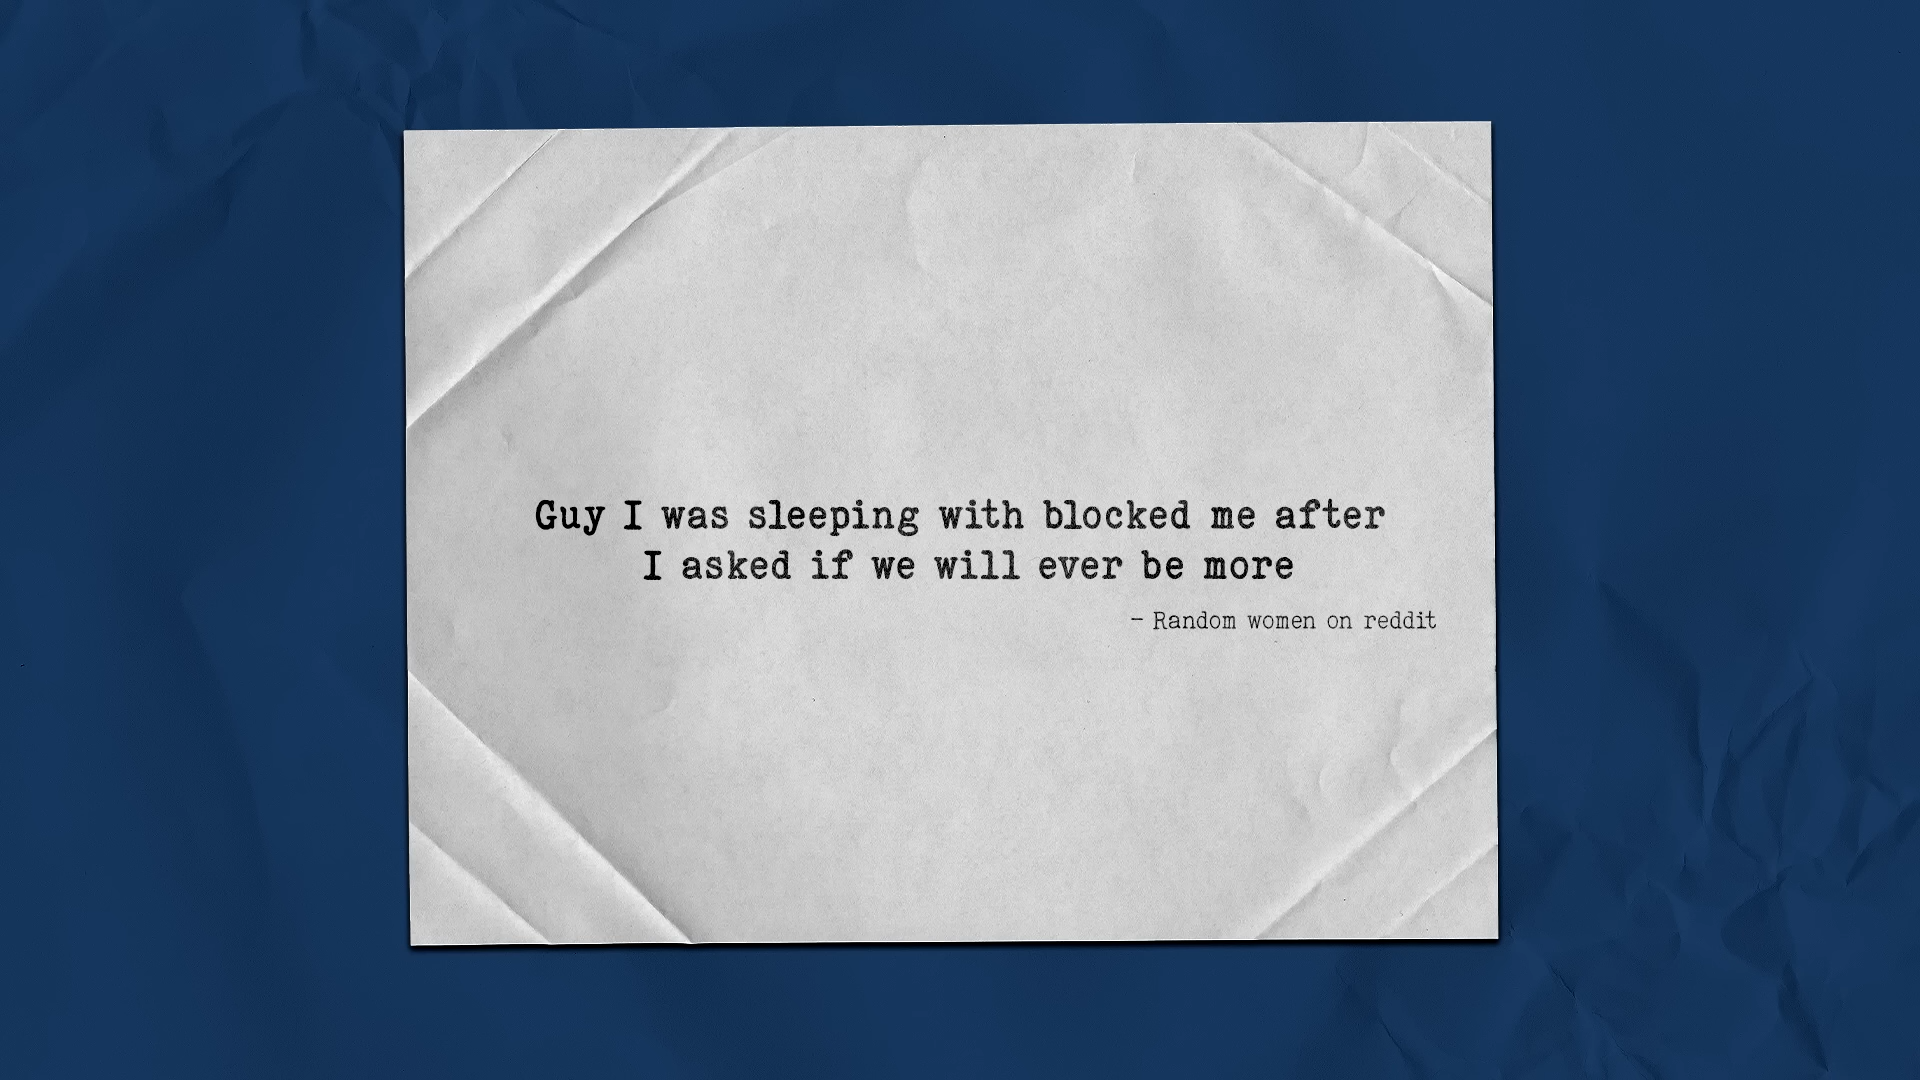 Guy I was sleeping with blocked me after
I asked if we will ever be more
- Random women on reddit